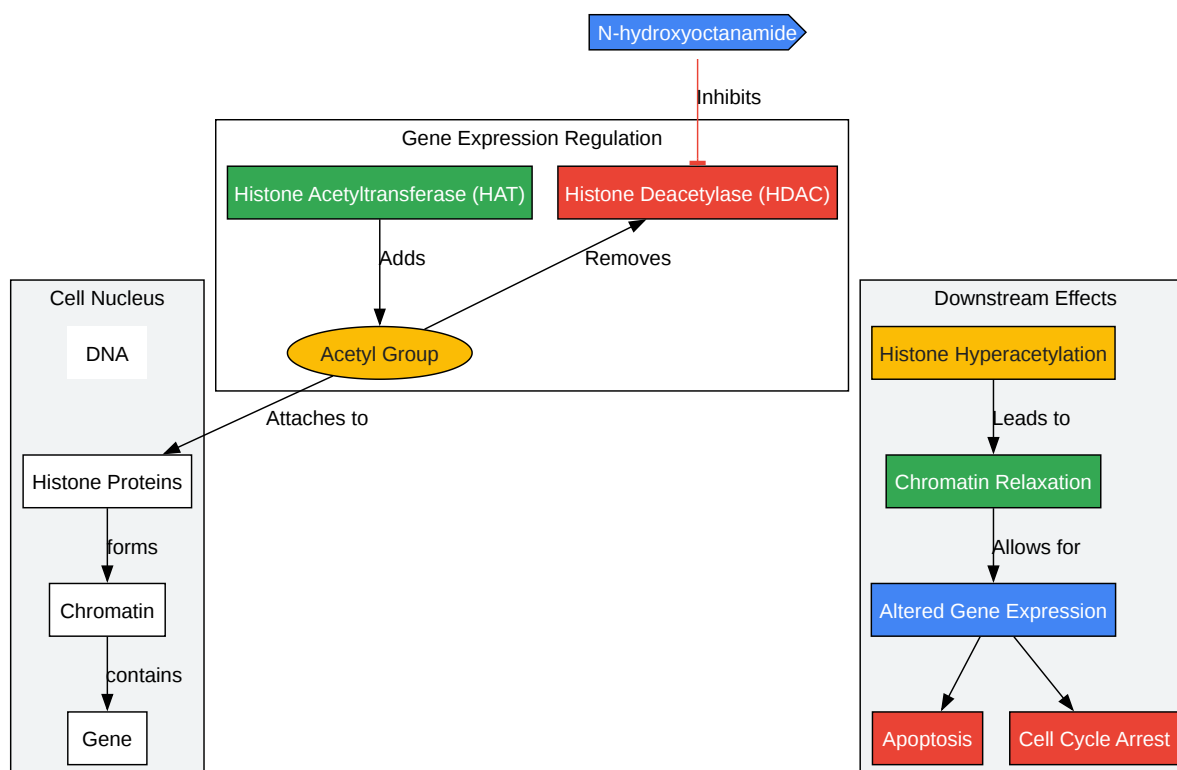 N-hydroxyoctanamide
Inhibits
Gene Expression Regulation
Histone Acetyltransferase (HAT)
Histone Deacetylase (HDAC)
Adds
Removes
Acetyl Group
Attaches to
Cell Nucleus
DNA
Histone Proteins
forms
Chromatin
contains
Gene
Downstream Effects
Histone Hyperacetylation
Leads to
Chromatin Relaxation
Allows for
Altered Gene Expression
Apoptosis
Cell Cycle Arrest